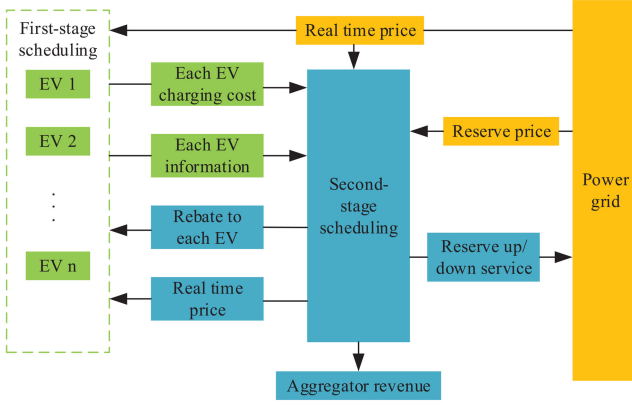 First-stage
scheduling
EV 1
EV 2
. . .
EV n
Real time price
Each EV
charging cost
Each EV
information
Rebate to
each EV
Real time
price
Second-
stage
scheduling
Aggregator revenue
Reserve price
Reserve up/
down service
Power
grid